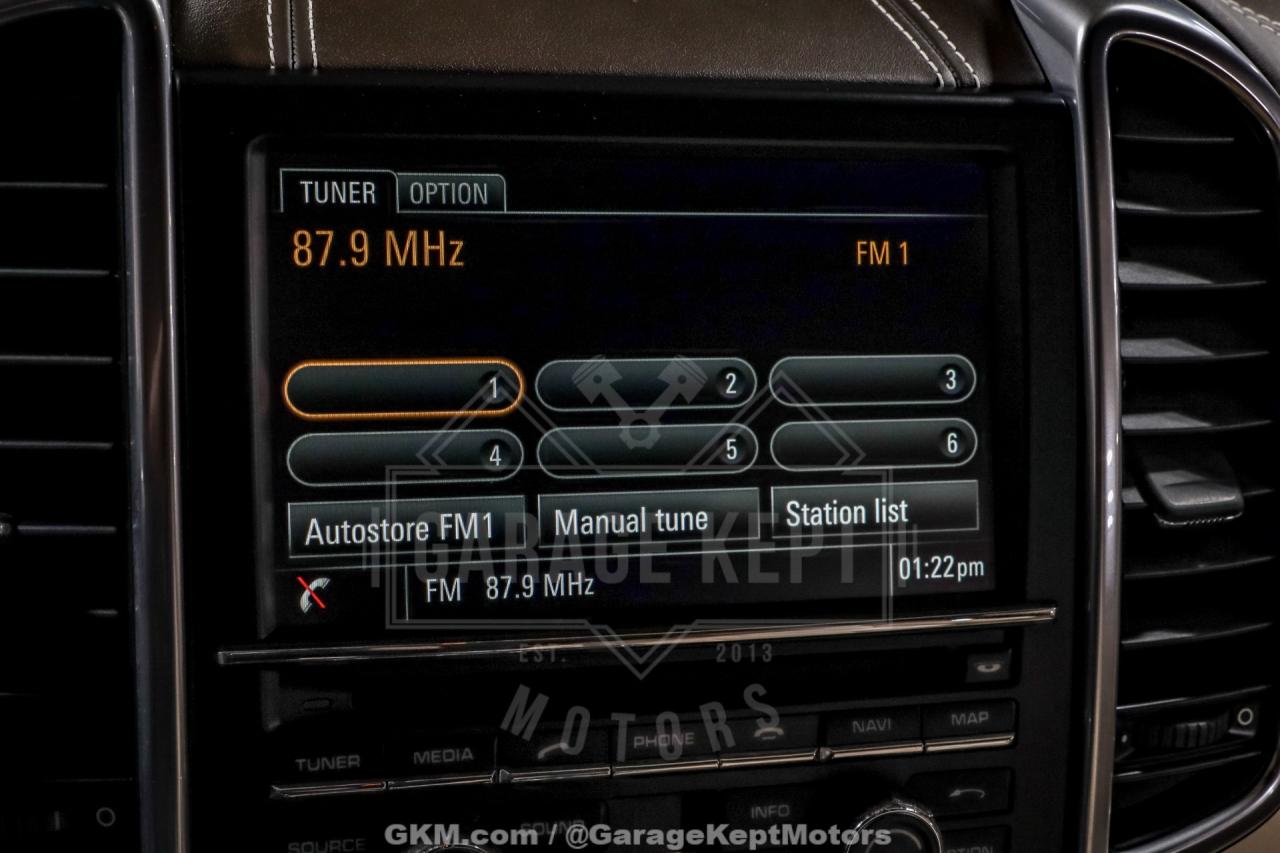 TUNER OPTION
87.9 MHz FM 1
1 2 3
4 5 6
Autostore FM1 Manual tune Station list
GARAGE KEPT
FM 87.9 MHz 01:22pm
EST. 2013
MOTORS
TUNER MEDIA PHONE NAVI MAP
SOURCE SOUND INFO OPTION
GKM.com / @GarageKeptMotors